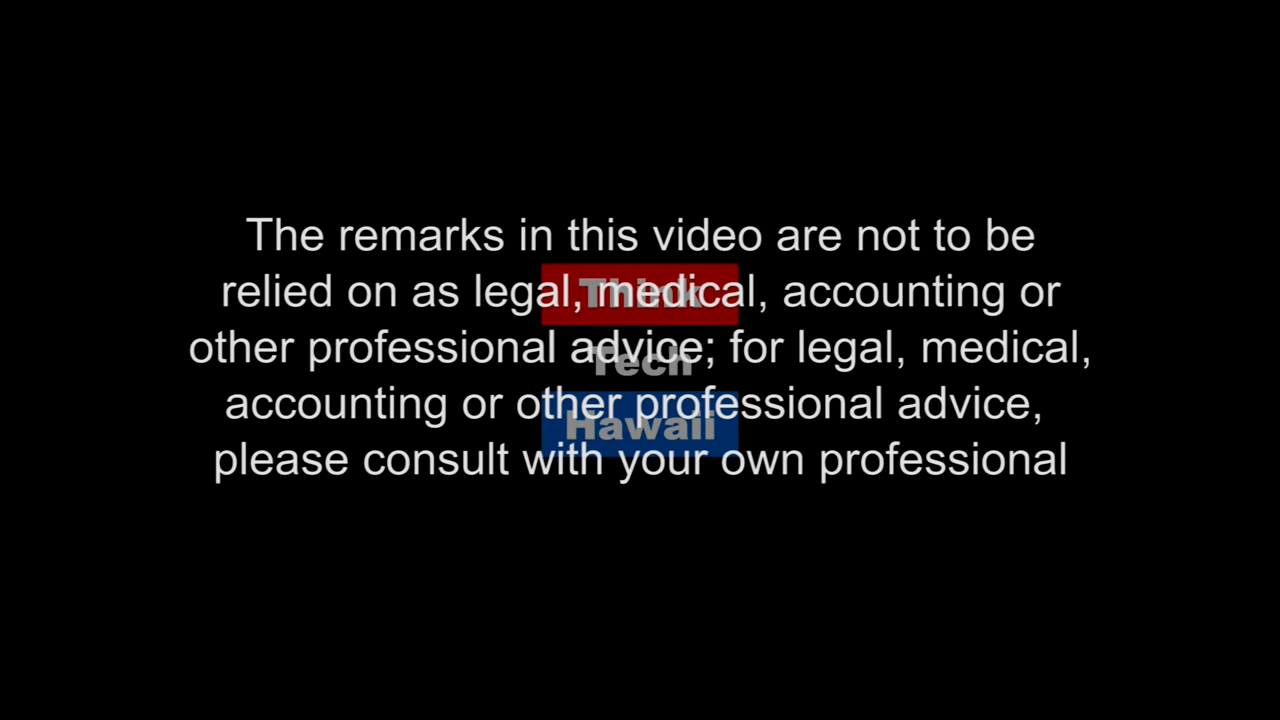 The remarks in this video are not to be
relied on as legal, medical, accounting or
other professional advice; for legal, medical,
accounting or other professional advice,
please consult with your own professional
Think
Tech
Hawaii